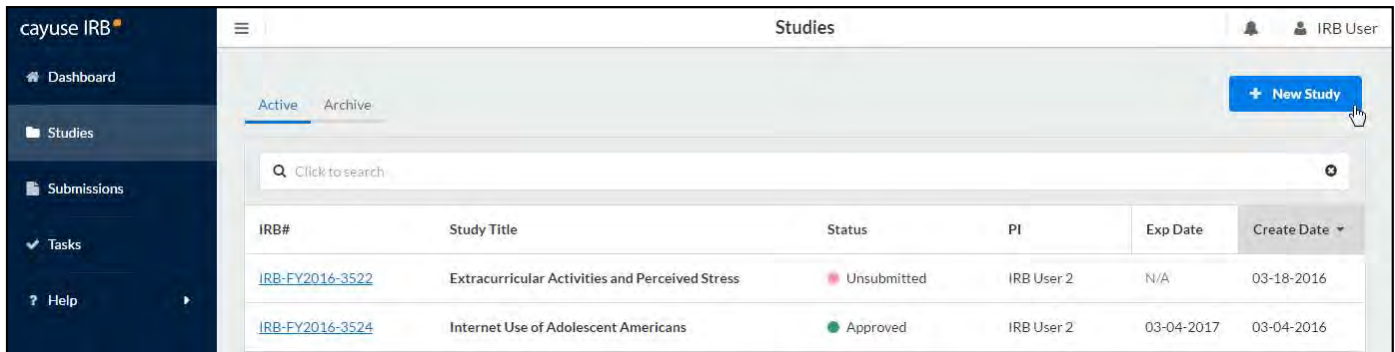 cayuse IRB
Studies
IRB User
Dashboard
Active Archive
+ New Study
Studies
Click to search
Submissions
IRB# Study Title Status PI Exp Date Create Date
Tasks
IRB-FY2016-3522 Extracurricular Activities and Perceived Stress Unsubmitted IRB User 2 N/A 03-18-2016
? Help
IRB-FY2016-3524 Internet Use of Adolescent Americans Approved IRB User 2 03-04-2017 03-04-2016